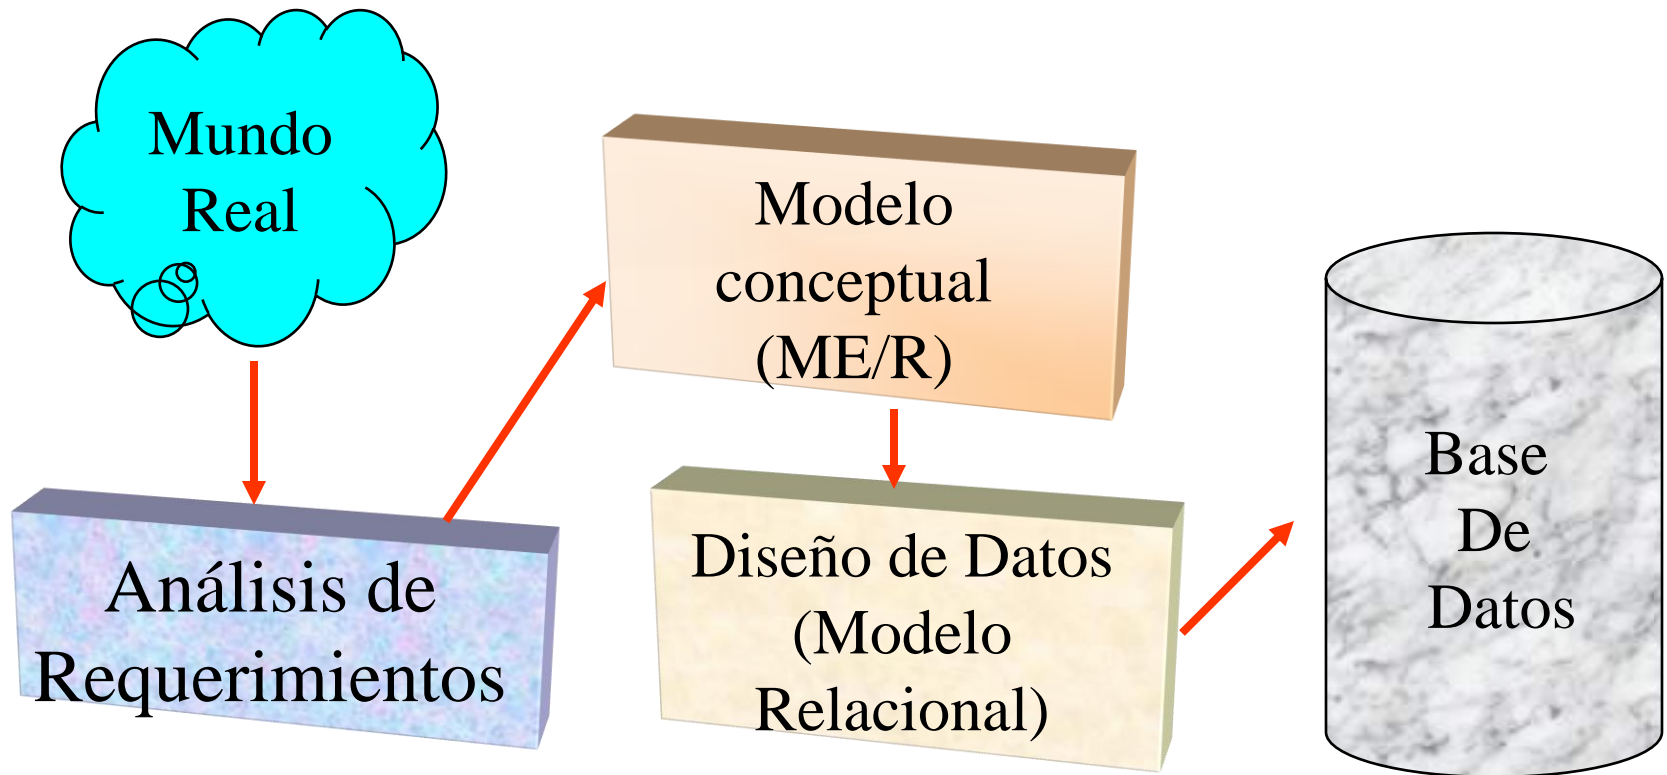 Mundo
Real
Análisis de
Requerimientos
Modelo
conceptual
(ME/R)
Diseño de Datos
(Modelo
Relacional)
Base
De
Datos